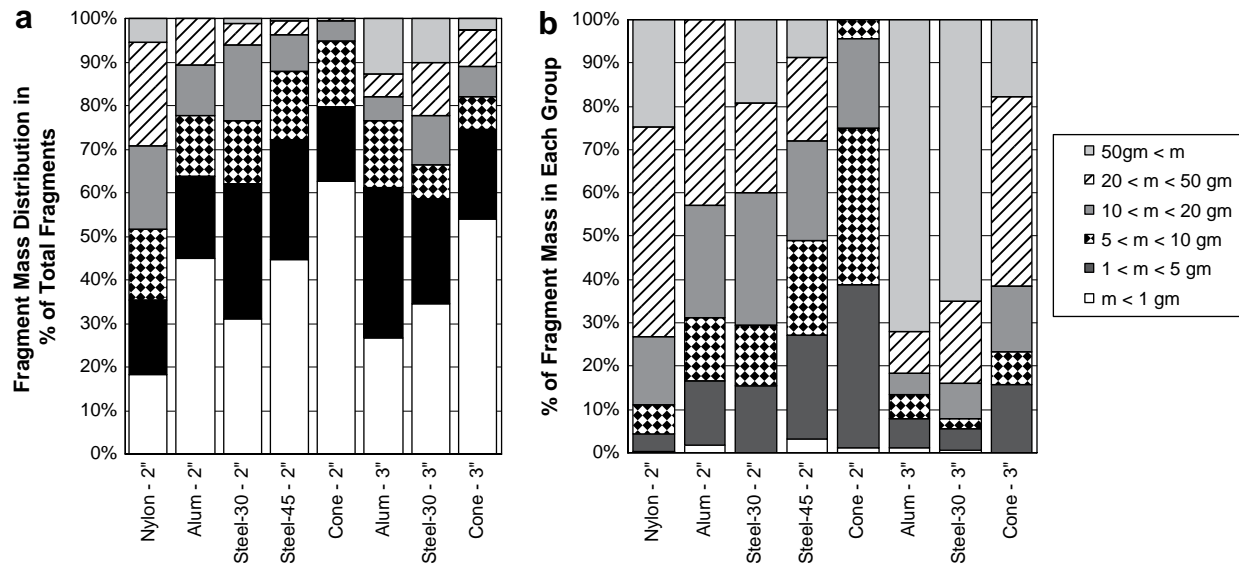 a
Fragment Mass Distribution in
% of Total Fragments
100%
90%
80%
70%
60%
50%
40%
30%
20%
10%
0%
Nylon - 2"
Alum - 2"
Steel-30 - 2"
Steel-45 - 2"
Cone - 2"
Alum - 3"
Steel-30 - 3"
Cone - 3"
b
% of Fragment Mass in Each Group
100%
90%
80%
70%
60%
50%
40%
30%
20%
10%
0%
Nylon - 2"
Alum - 2"
Steel-30 - 2"
Steel-45 - 2"
Cone - 2"
Alum - 3"
Steel-30 - 3"
Cone - 3"
50gm < m
20 < m < 50 gm
10 < m < 20 gm
5 < m < 10 gm
1 < m < 5 gm
m < 1 gm